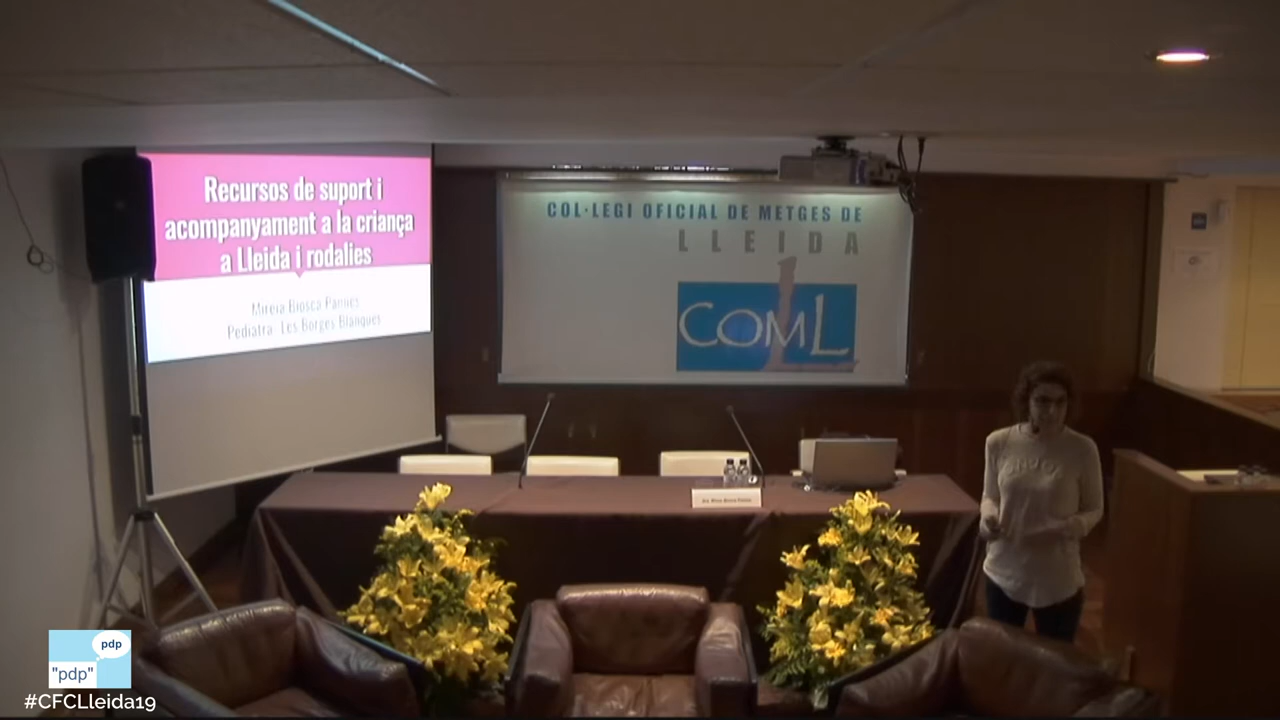 Recursos de suport i
acompanyament a la criança
a Lleida i rodalies
Mireia Biosca Pàmies
Pediatra. Les Borges Blanques
COL·LEGI OFICIAL DE METGES DE
LLEIDA
COML
pdp
"pdp"
#CFCLleida19